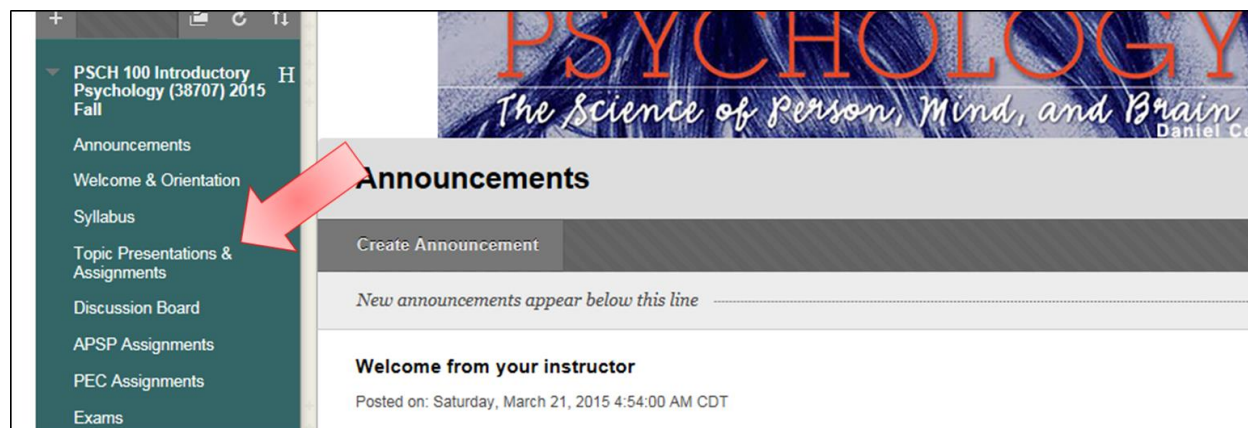 PSCH 100 Introductory
Psychology (38707) 2015
Fall
H
Announcements
Welcome & Orientation
Syllabus
Topic Presentations &
Assignments
Discussion Board
APSP Assignments
PEC Assignments
Exams
PSYCHOLOGY
The Science of Person, Mind, and Brain
Daniel
Announcements
Create Announcement
New announcements appear below this line
Welcome from your instructor
Posted on: Saturday, March 21, 2015 4:54:00 AM CDT